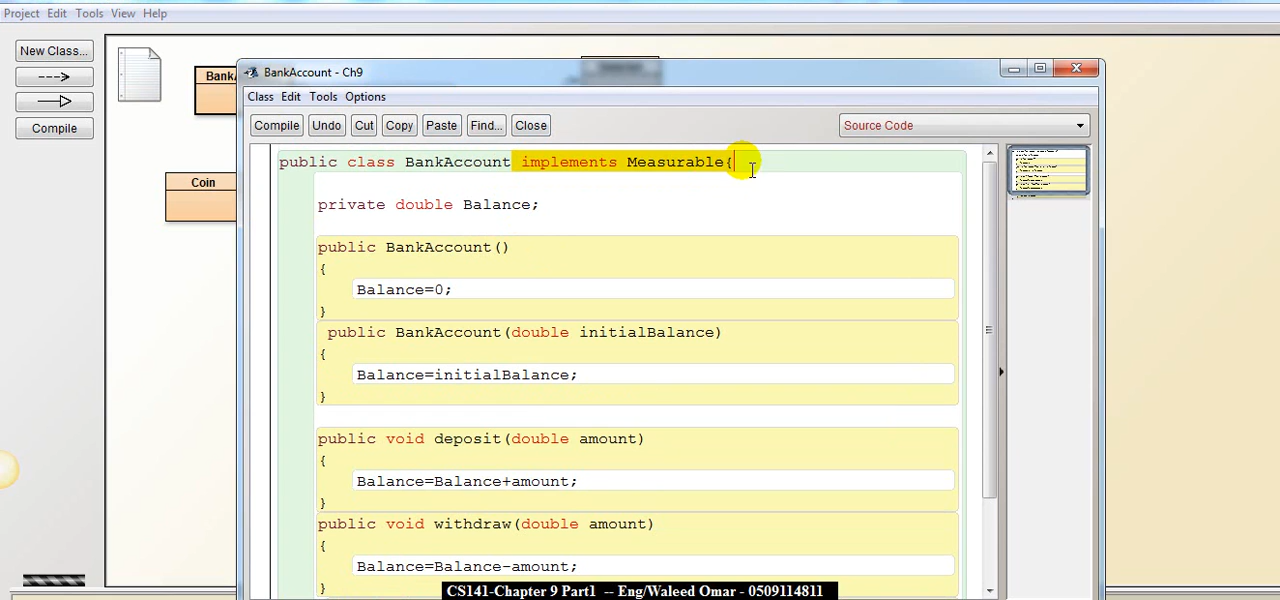 Project Edit Tools View Help
New Class...
Compile
Coin
BankAccount - Ch9
Class Edit Tools Options
Compile Undo Cut Copy Paste Find... Close Source Code
public class BankAccount implements Measurable{
private double Balance;
public BankAccount()
{
Balance=0;
}
public BankAccount(double initialBalance)
{
Balance=initialBalance;
}
public void deposit(double amount)
{
Balance=Balance+amount;
}
public void withdraw(double amount)
{
Balance=Balance-amount;
}
CS141-Chapter 9 Part1 -- Eng/Waleed Omar - 0509114811